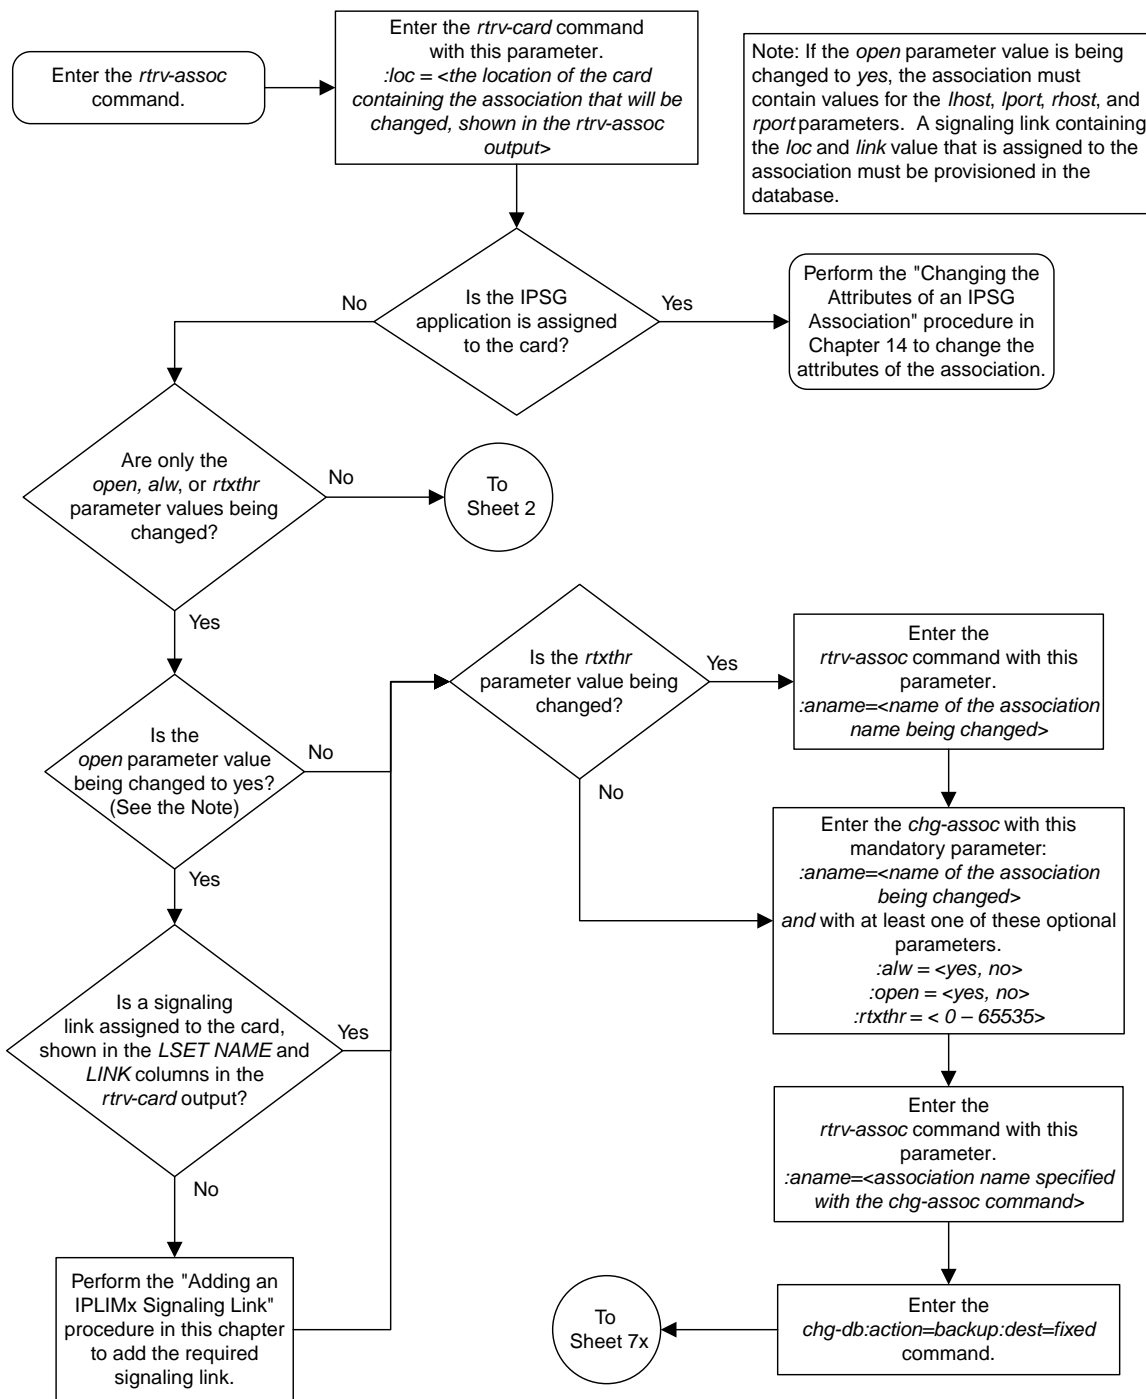 Enter the rtrv-assoc
command.
Enter the rtrv-card command
with this parameter.
:loc = <the location of the card
containing the association that will be
changed, shown in the rtrv-assoc
output>
Note: If the open parameter value is being
changed to yes, the association must
contain values for the lhost, lport, rhost, and
rport parameters.  A signaling link containing
the loc and link value that is assigned to the
association must be provisioned in the
database.
Is the IPSG
application is assigned
to the card?
No
Yes
Perform the "Changing the
Attributes of an IPSG
Association" procedure in
Chapter 14 to change the
attributes of the association.
Are only the
open, alw, or rtxthr
parameter values being
changed?
No
To
Sheet 2
Yes
Is the
open parameter value
being changed to yes?
(See the Note)
No
Yes
Is the rtxthr
parameter value being
changed?
Yes
No
Enter the
rtrv-assoc command with this
parameter.
:aname=<name of the association
name being changed>
Enter the chg-assoc with this
mandatory parameter:
:aname=<name of the association
being changed>
and with at least one of these optional
parameters.
:alw = <yes, no>
:open = <yes, no>
:rtxthr = < 0 – 65535>
Is a signaling
link assigned to the card,
shown in the LSET NAME and
LINK columns in the
rtrv-card output?
Yes
No
Enter the
rtrv-assoc command with this
parameter.
:aname=<association name specified
with the chg-assoc command>
Perform the "Adding an
IPLIMx Signaling Link"
procedure in this chapter
to add the required
signaling link.
Enter the
chg-db:action=backup:dest=fixed
command.
To
Sheet 7x